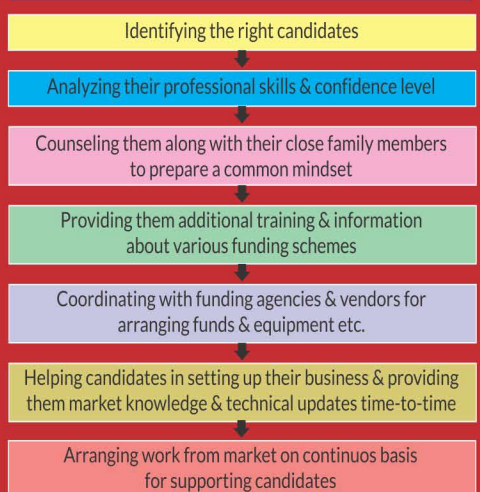 Identifying the right candidates
Analyzing their professional skills & confidence level
Counseling them along with their close family members
to prepare a common mindset
Providing them additional training & information
about various funding schemes
Coordinating with funding agencies & vendors for
arranging funds & equipment etc.
Helping candidates in setting up their business & providing
them market knowledge & technical updates time-to-time
Arranging work from market on continuos basis
for supporting candidates